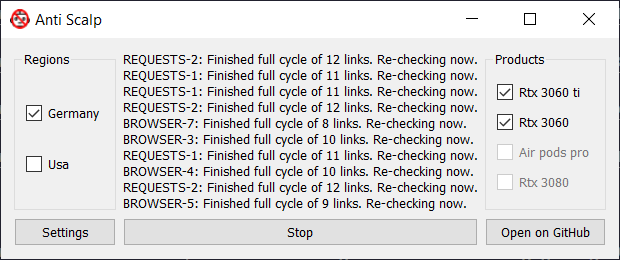 Anti Scalp
Regions
Germany
Usa
REQUESTS-2: Finished full cycle of 12 links. Re-checking now.
REQUESTS-1: Finished full cycle of 11 links. Re-checking now.
REQUESTS-1: Finished full cycle of 11 links. Re-checking now.
REQUESTS-2: Finished full cycle of 12 links. Re-checking now.
BROWSER-7: Finished full cycle of 8 links. Re-checking now.
BROWSER-3: Finished full cycle of 10 links. Re-checking now.
REQUESTS-1: Finished full cycle of 11 links. Re-checking now.
BROWSER-4: Finished full cycle of 10 links. Re-checking now.
REQUESTS-2: Finished full cycle of 12 links. Re-checking now.
BROWSER-5: Finished full cycle of 9 links. Re-checking now.
Products
Rtx 3060 ti
Rtx 3060
Air pods pro
Rtx 3080
Settings
Stop
Open on GitHub